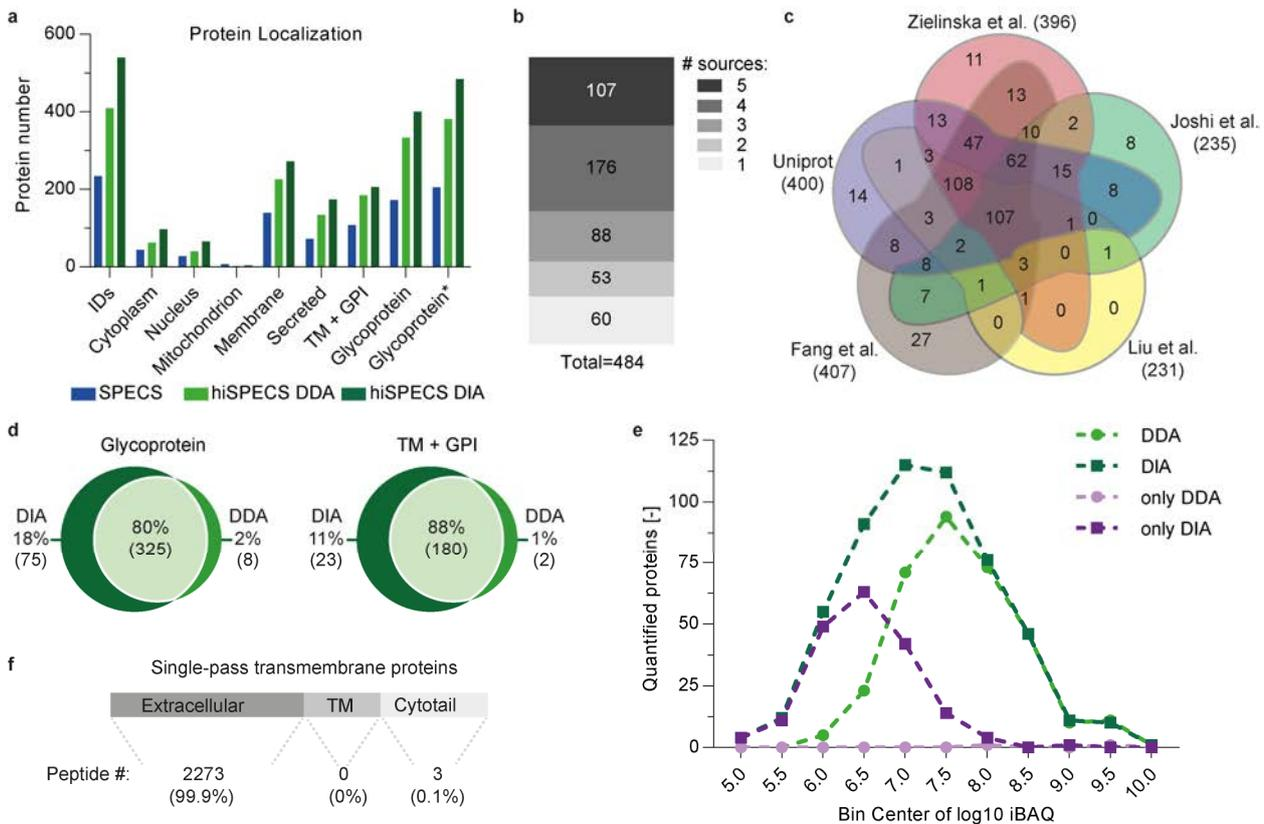 a
Protein Localization
Protein number
600
400
200
0
IDs
Cytoplasm
Nucleus
Mitochondrion
Membrane
Secreted
TM + GPI
Glycoprotein
Glycoprotein*
SPECS
hiSPECS DDA
hiSPECS DIA
b
107
176
88
53
60
# sources:
5
4
3
2
1
Total=484
c
Zielinska et al. (396)
Joshi et al.
(235)
Uniprot
(400)
Fang et al.
(407)
Liu et al.
(231)
11
13
13
10
2
8
47
62
15
8
1
3
14
108
3
107
1
0
8
2
8
3
0
1
7
1
1
0
0
0
27
d
Glycoprotein
DIA
18%
(75)
80%
(325)
DDA
2%
(8)
TM + GPI
DIA
11%
(23)
88%
(180)
DDA
1%
(2)
e
Quantified proteins [-]
125
100
75
50
25
0
5.0
5.5
6.0
6.5
7.0
7.5
8.0
8.5
9.0
9.5
10.0
Bin Center of log10 iBAQ
DDA
DIA
only DDA
only DIA
f
Single-pass transmembrane proteins
Extracellular
TM
Cytotail
Peptide #:
2273
(99.9%)
0
(0%)
3
(0.1%)